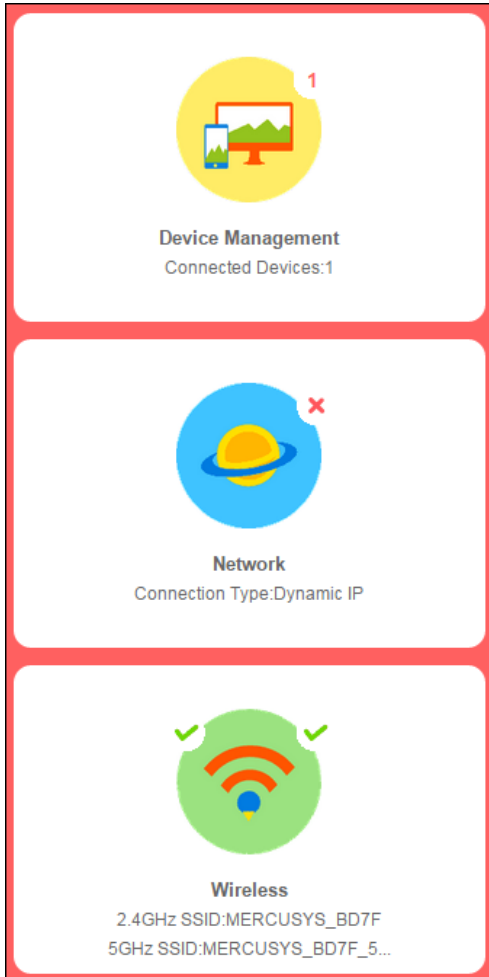 1
Device Management
Connected Devices:1
Network
Connection Type:Dynamic IP
Wireless
2.4GHz SSID:MERCUSYS_BD7F
5GHz SSID:MERCUSYS_BD7F_5...